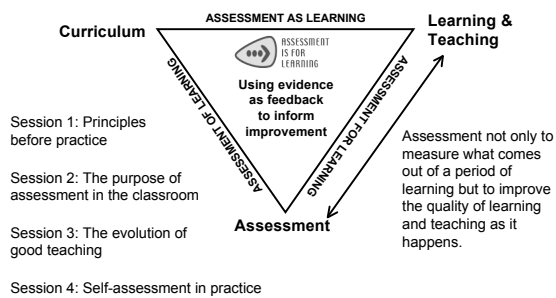 ASSESSMENT AS LEARNING
Curriculum
Learning &
Teaching
ASSESSMENT
IS FOR
LEARNING
Using evidence
as feedback
to inform
improvement
ASSESSMENT OF LEARNING
ASSESSMENT FOR LEARNING
Assessment
Session 1: Principles
before practice
Session 2: The purpose of
assessment in the classroom
Session 3: The evolution of
good teaching
Session 4: Self-assessment in practice
Assessment not only to
measure what comes
out of a period of
learning but to improve
the quality of learning
and teaching as it
happens.